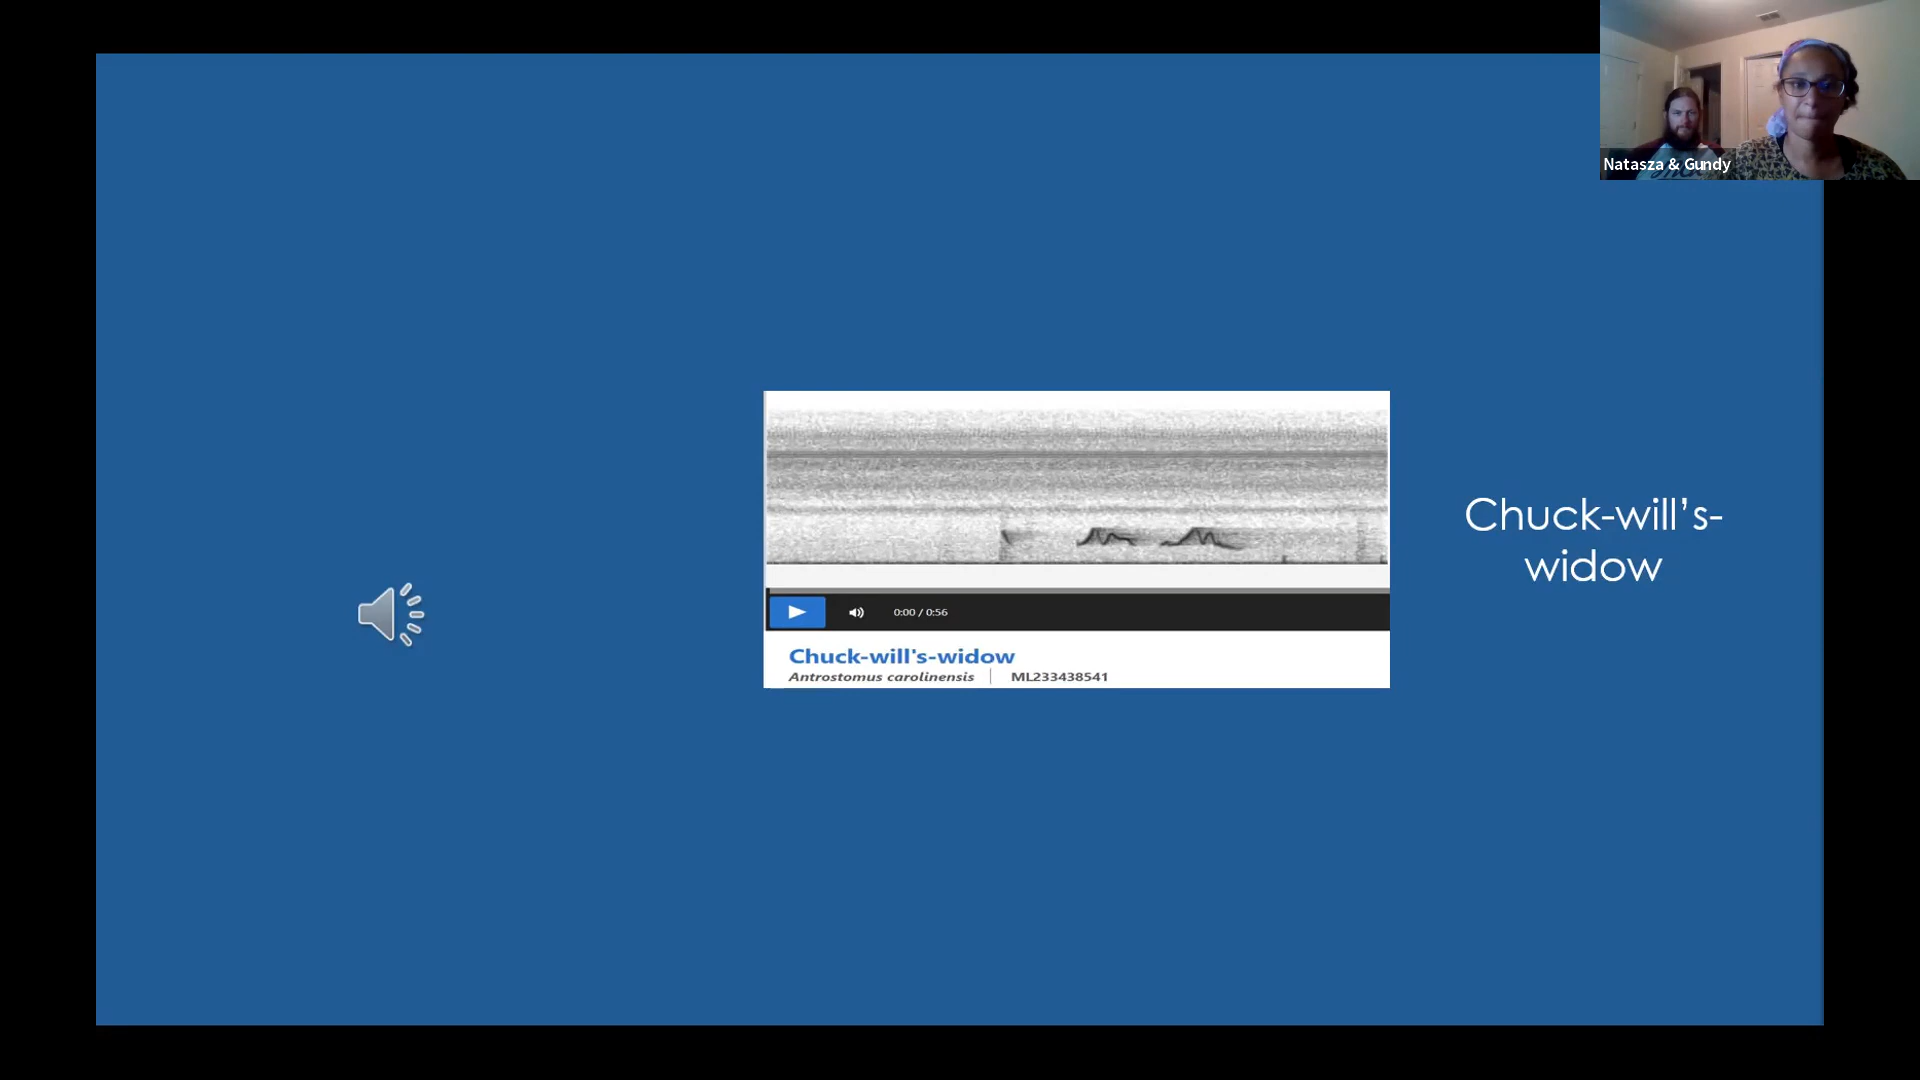 Natasza & Gundy
Chuck-will's-
widow
0:00 / 0:56
Chuck-will's-widow
Antrostomus carolinensis | ML233438541